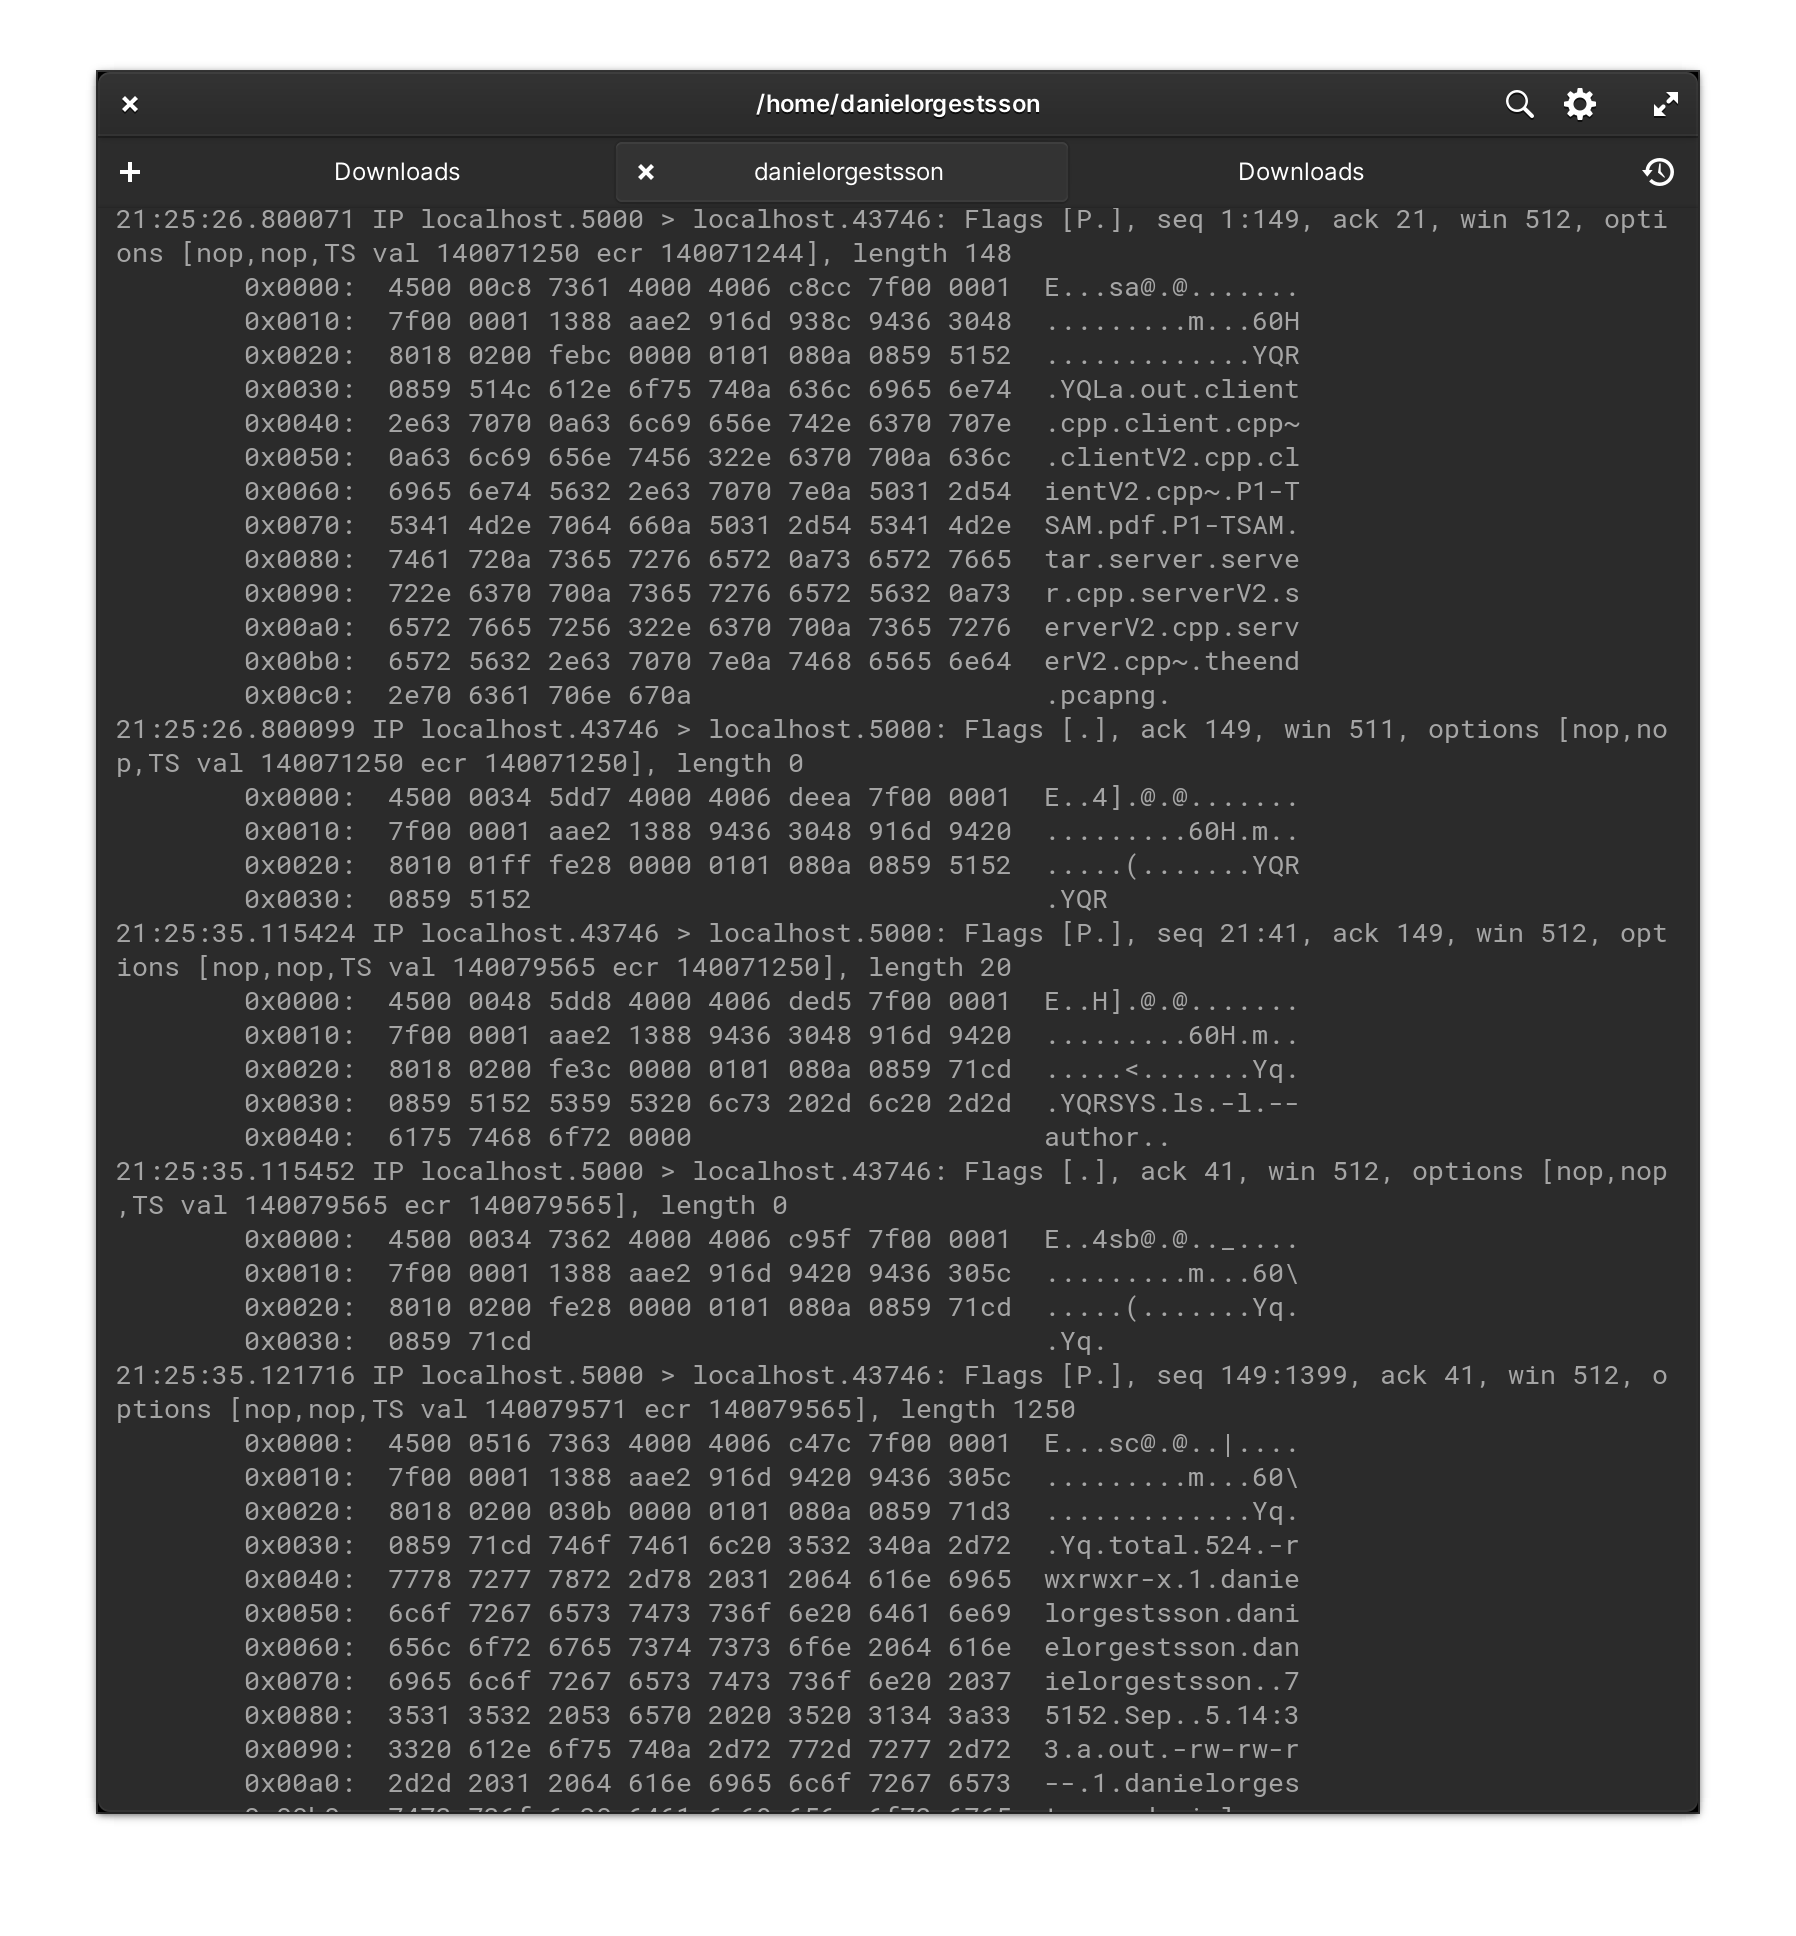 /home/danielorgestsson
Downloads
danielorgestsson
Downloads
21:25:26.800071 IP localhost.5000 > localhost.43746: Flags [P.], seq 1:149, ack 21, win 512, opti
ons [nop,nop,TS val 140071250 ecr 140071244], length 148
0x0000:  4500 00c8 7361 4000 4006 c8cc 7f00 0001  E...sa@.@.......
0x0010:  7f00 0001 1388 aae2 916d 938c 9436 3048  .........m...60H
0x0020:  8018 0200 febc 0000 0101 080a 0859 5152  .............YQR
0x0030:  0859 514c 612e 6f75 740a 636c 6965 6e74  .YQLa.out.client
0x0040:  2e63 7070 0a63 6c69 656e 742e 6370 707e  .cpp.client.cpp~
0x0050:  0a63 6c69 656e 7456 322e 6370 700a 636c  .clientV2.cpp.cl
0x0060:  6965 6e74 5632 2e63 7070 7e0a 5031 2d54  ientV2.cpp~.P1-T
0x0070:  5341 4d2e 7064 660a 5031 2d54 5341 4d2e  SAM.pdf.P1-TSAM.
0x0080:  7461 720a 7365 7276 6572 0a73 6572 7665  tar.server.serve
0x0090:  722e 6370 700a 7365 7276 6572 5632 0a73  r.cpp.serverV2.s
0x00a0:  6572 7665 7256 322e 6370 700a 7365 7276  erverV2.cpp.serv
0x00b0:  6572 5632 2e63 7070 7e0a 7468 6565 6e64  erV2.cpp~.theend
0x00c0:  2e70 6361 706e 670a                      .pcapng.
21:25:26.800099 IP localhost.43746 > localhost.5000: Flags [.], ack 149, win 511, options [nop,no
p,TS val 140071250 ecr 140071250], length 0
0x0000:  4500 0034 5dd7 4000 4006 deea 7f00 0001  E..4].@.@.......
0x0010:  7f00 0001 aae2 1388 9436 3048 916d 9420  .........60H.m..
0x0020:  8010 01ff fe28 0000 0101 080a 0859 5152  .....(.......YQR
0x0030:  0859 5152                                .YQR
21:25:35.115424 IP localhost.43746 > localhost.5000: Flags [P.], seq 21:41, ack 149, win 512, opt
ions [nop,nop,TS val 140079565 ecr 140071250], length 20
0x0000:  4500 0048 5dd8 4000 4006 ded5 7f00 0001  E..H].@.@.......
0x0010:  7f00 0001 aae2 1388 9436 3048 916d 9420  .........60H.m..
0x0020:  8018 0200 fe3c 0000 0101 080a 0859 71cd  .....<.......Yq.
0x0030:  0859 5152 5359 5320 6c73 202d 6c20 2d2d  .YQRSYS.ls.-l.--
0x0040:  6175 7468 6f72 0000                      author..
21:25:35.115452 IP localhost.5000 > localhost.43746: Flags [.], ack 41, win 512, options [nop,nop
,TS val 140079565 ecr 140079565], length 0
0x0000:  4500 0034 7362 4000 4006 c95f 7f00 0001  E..4sb@.@.._....
0x0010:  7f00 0001 1388 aae2 916d 9420 9436 305c  .........m...60\
0x0020:  8010 0200 fe28 0000 0101 080a 0859 71cd  .....(.......Yq.
0x0030:  0859 71cd                                .Yq.
21:25:35.121716 IP localhost.5000 > localhost.43746: Flags [P.], seq 149:1399, ack 41, win 512, o
ptions [nop,nop,TS val 140079571 ecr 140079565], length 1250
0x0000:  4500 0516 7363 4000 4006 c47c 7f00 0001  E...sc@.@..|....
0x0010:  7f00 0001 1388 aae2 916d 9420 9436 305c  .........m...60\
0x0020:  8018 0200 030b 0000 0101 080a 0859 71d3  .............Yq.
0x0030:  0859 71cd 746f 7461 6c20 3532 340a 2d72  .Yq.total.524.-r
0x0040:  7778 7277 7872 2d78 2031 2064 616e 6965  wxrwxr-x.1.danie
0x0050:  6c6f 7267 6573 7473 736f 6e20 6461 6e69  lorgestsson.dani
0x0060:  656c 6f72 6765 7374 7373 6f6e 2064 616e  elorgestsson.dan
0x0070:  6965 6c6f 7267 6573 7473 736f 6e20 2037  ielorgestsson..7
0x0080:  3531 3532 2053 6570 2020 3520 3134 3a33  5152.Sep..5.14:3
0x0090:  3320 612e 6f75 740a 2d72 772d 7277 2d72  3.a.out.-rw-rw-r
0x00a0:  2d2d 2031 2064 616e 6965 6c6f 7267 6573  --.1.danielorges